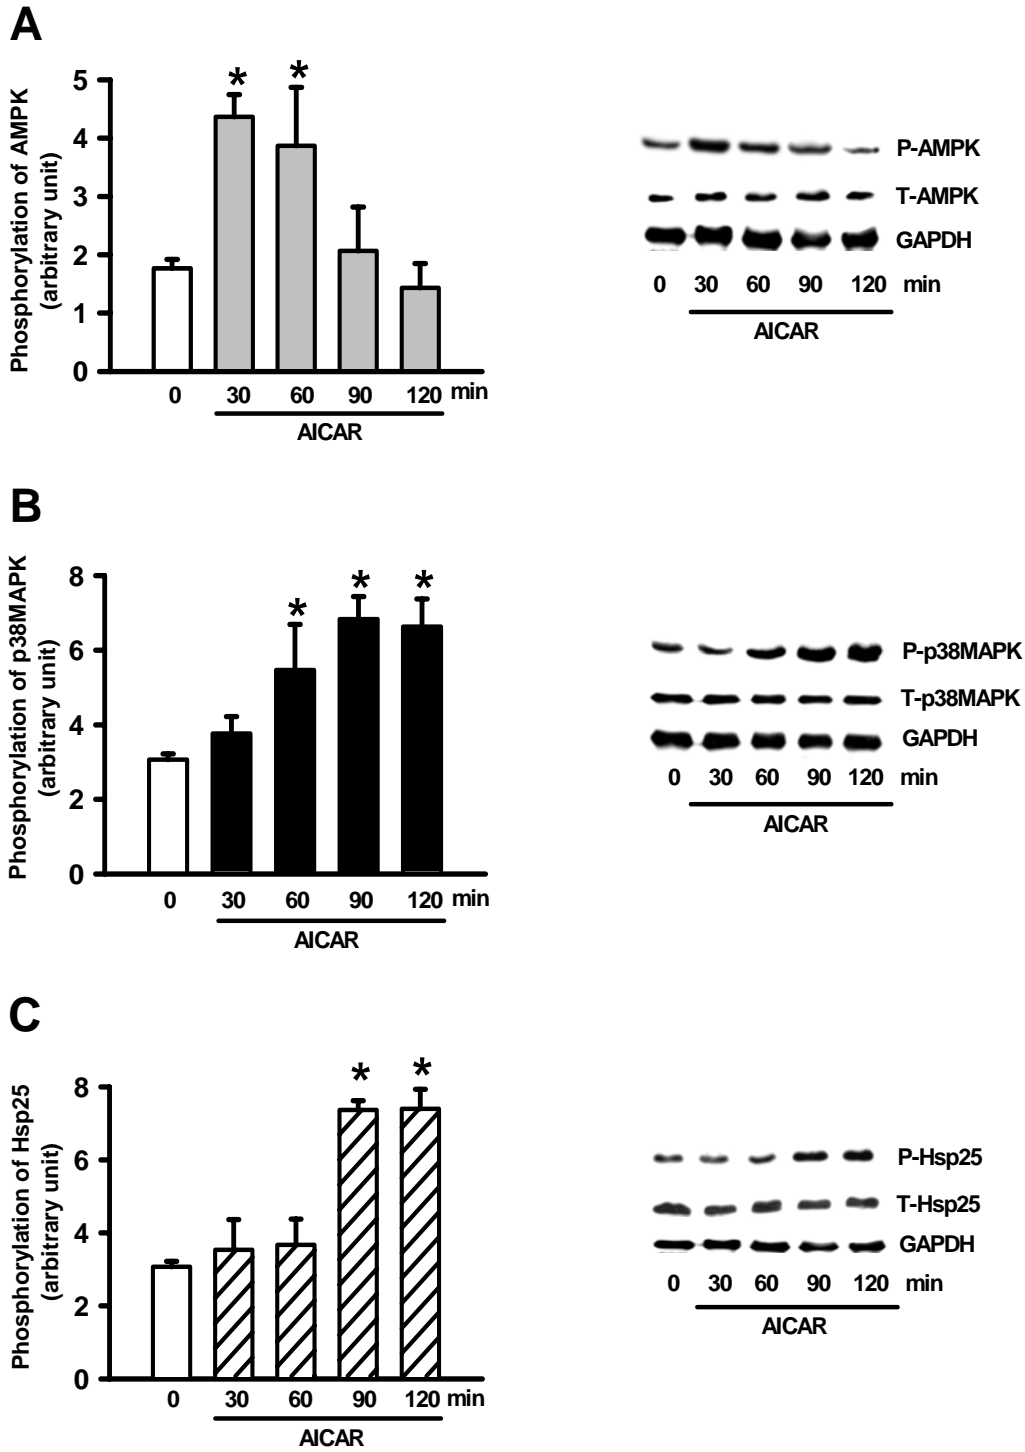 A
Phosphorylation of AMPK
(arbitrary unit)
5
4
3
2
1
0
* *
0 30 60 90 120 min
AICAR
P-AMPK
T-AMPK
GAPDH
0 30 60 90 120 min
AICAR
B
Phosphorylation of p38MAPK
(arbitrary unit)
8
6
4
2
0
* * *
0 30 60 90 120 min
AICAR
P-p38MAPK
T-p38MAPK
GAPDH
0 30 60 90 120 min
AICAR
C
Phosphorylation of Hsp25
(arbitrary unit)
8
6
4
2
0
* *
0 30 60 90 120 min
AICAR
P-Hsp25
T-Hsp25
GAPDH
0 30 60 90 120 min
AICAR